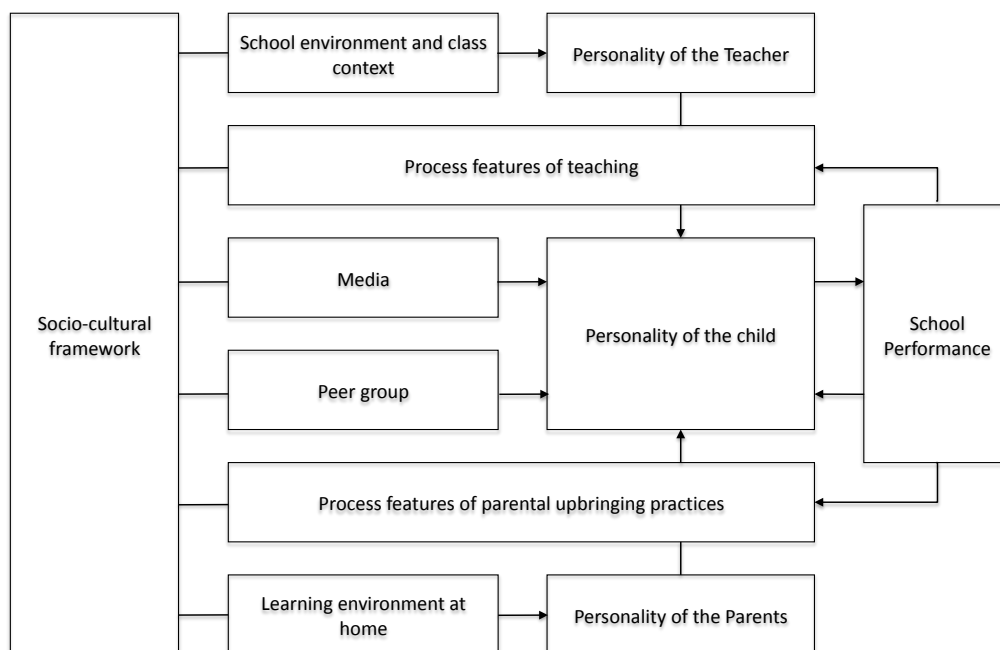 School environment and class
context
Personality of the Teacher
Process features of teaching
Media
Socio-cultural
framework
Personality of the child
School
Performance
Peer group
Process features of parental upbringing practices
Learning environment at
home
Personality of the Parents